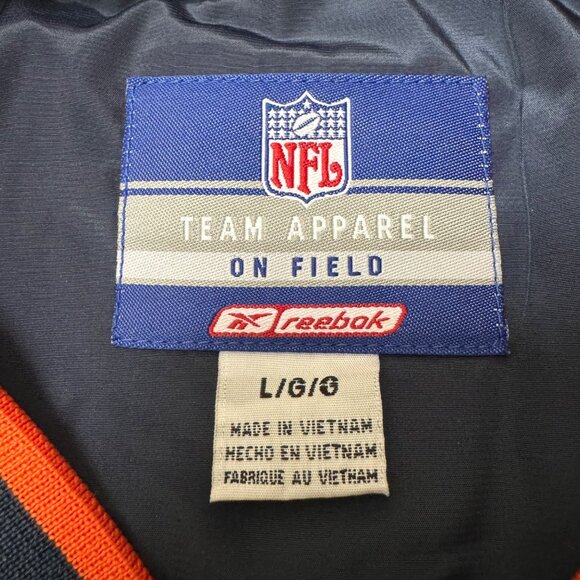 NFL
TEAM APPAREL
ON FIELD
reebok
L/G/G
MADE IN VIETNAM
HECHO EN VIETNAM
FABRIQUE AU VIETNAM